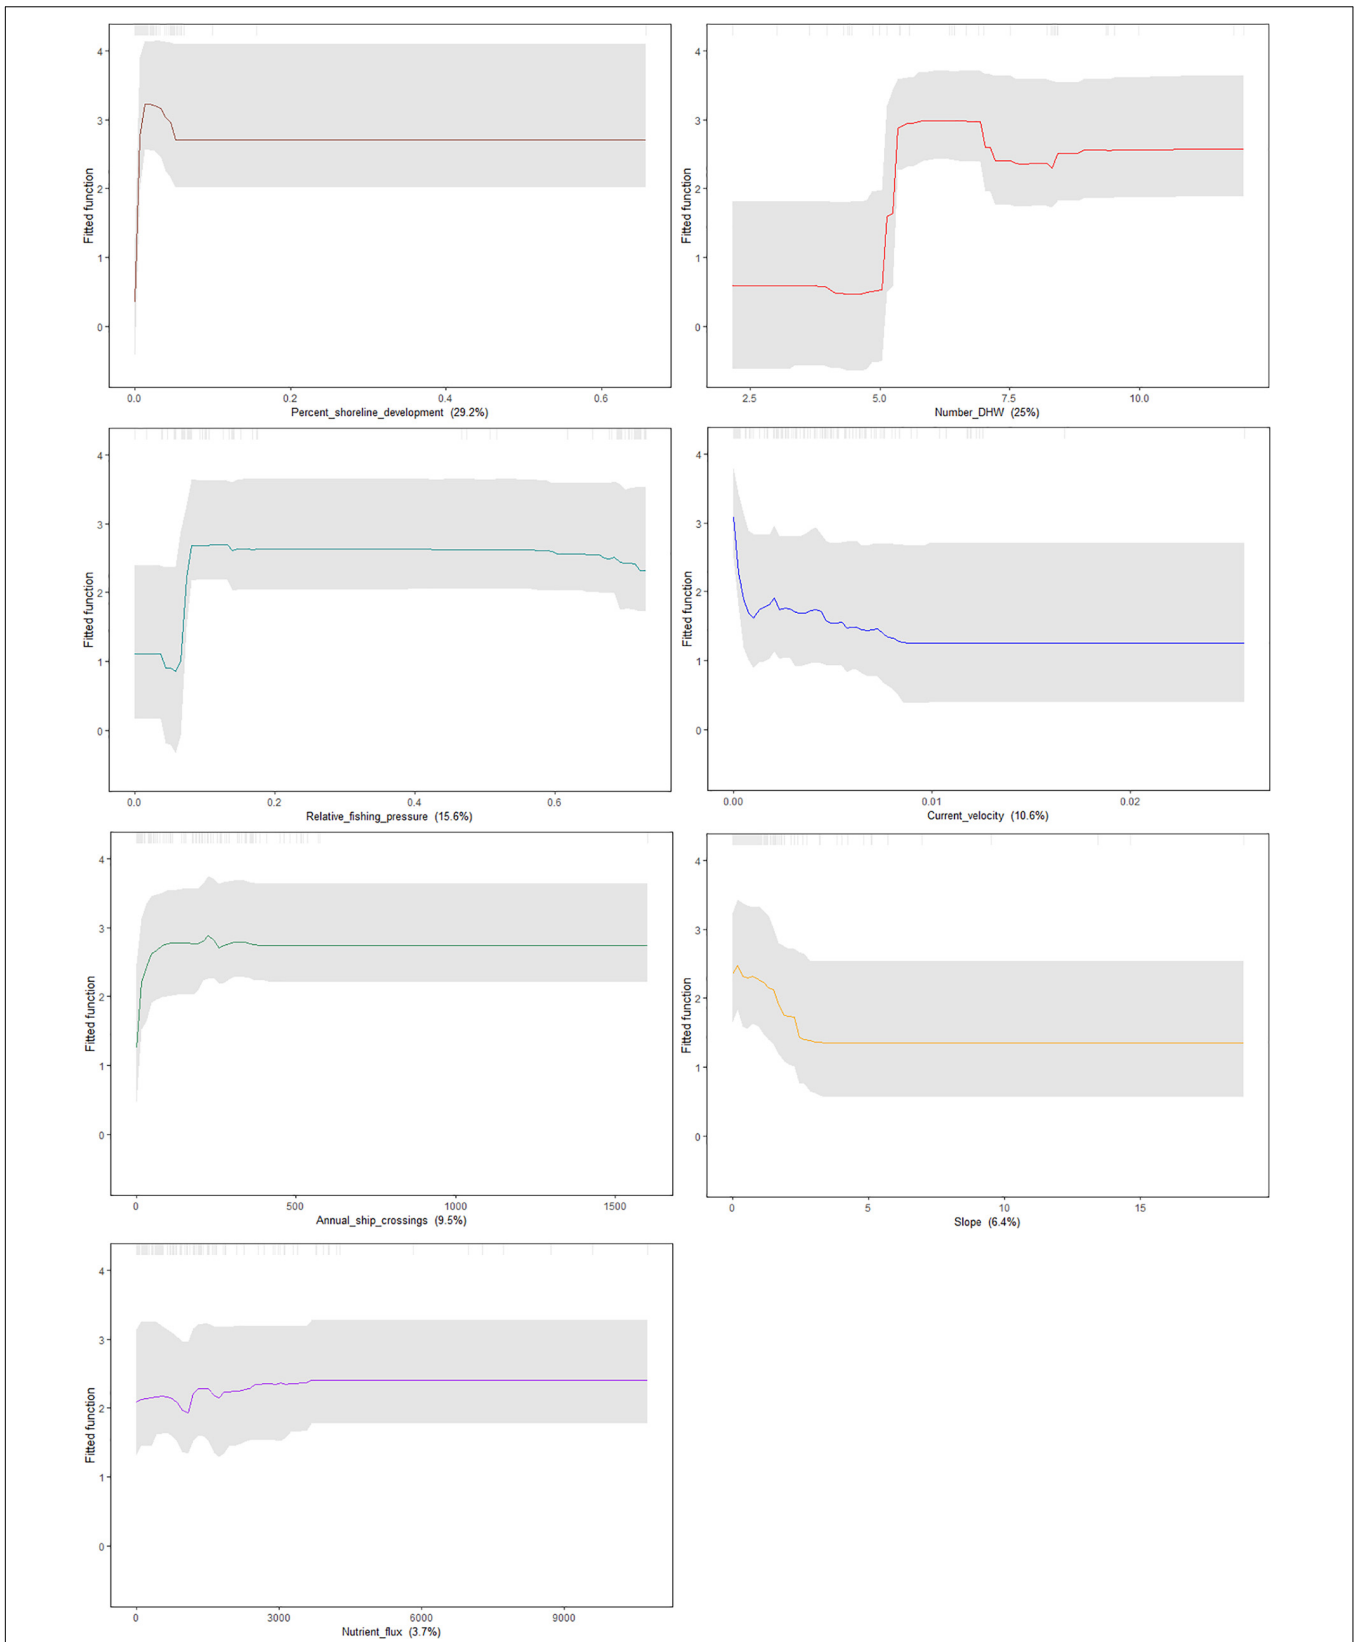 4
3
2
1
0
Fitted function
0.0 0.2 0.4 0.6
Percent_shoreline_development (29.2%)
4
3
2
1
0
Fitted function
2.5 5.0 7.5 10.0
Number_DHW (25%)
4
3
2
1
0
Fitted function
0.0 0.2 0.4 0.6
Relative_fishing_pressure (15.6%)
4
3
2
1
0
Fitted function
0.00 0.01 0.02
Current_velocity (10.6%)
4
3
2
1
0
Fitted function
0 500 1000 1500
Annual_ship_crossings (9.5%)
4
3
2
1
0
Fitted function
0 5 10 15
Slope (6.4%)
4
3
2
1
0
Fitted function
0 3000 6000 9000
Nutrient_flux (3.7%)